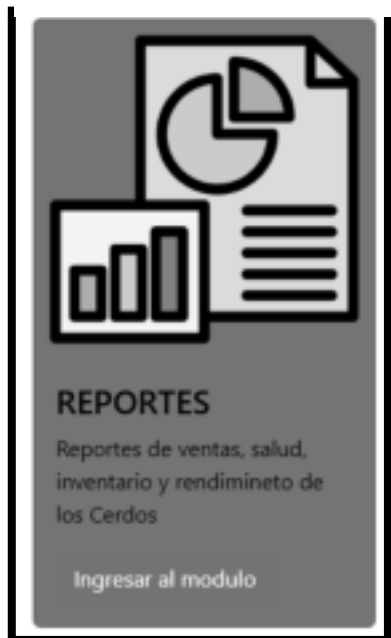 REPORTES
Reportes de ventas, salud,
inventario y rendimineto de
los Cerdos
Ingresar al modulo